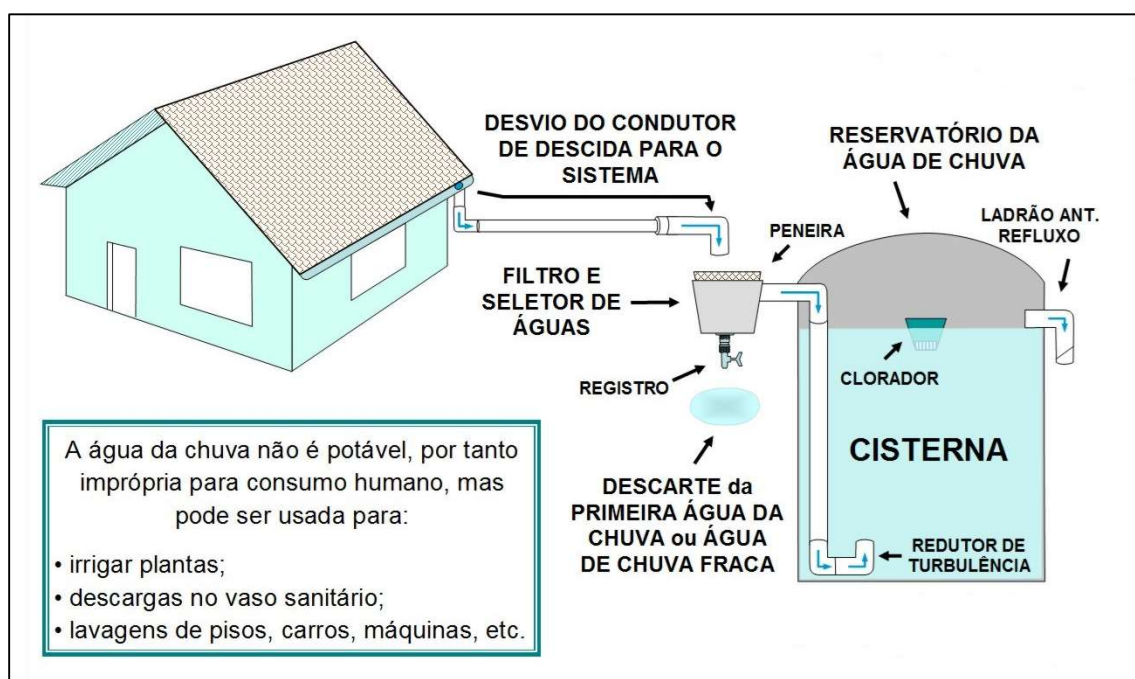 DESVIO DO CONDUTOR
DE DESCIDA PARA O
SISTEMA
RESERVATÓRIO DA
ÁGUA DE CHUVA
PENEIRA
LADRÃO ANT.
REFLUXO
FILTRO E
SELETOR DE
ÁGUAS
REGISTRO
CLORADOR
CISTERNA
DESCARTE da
PRIMEIRA ÁGUA DA
CHUVA ou ÁGUA
DE CHUVA FRACA
REDUTOR DE
TURBULÊNCIA
A água da chuva não é potável, por tanto
imprópria para consumo humano, mas
pode ser usada para:
• irrigar plantas;
• descargas no vaso sanitário;
• lavagens de pisos, carros, máquinas, etc.